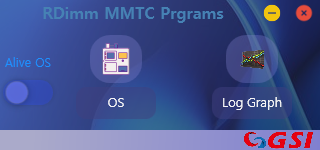 RDimm MMTC Prgrams
Alive OS
OS
Log Graph
GSI